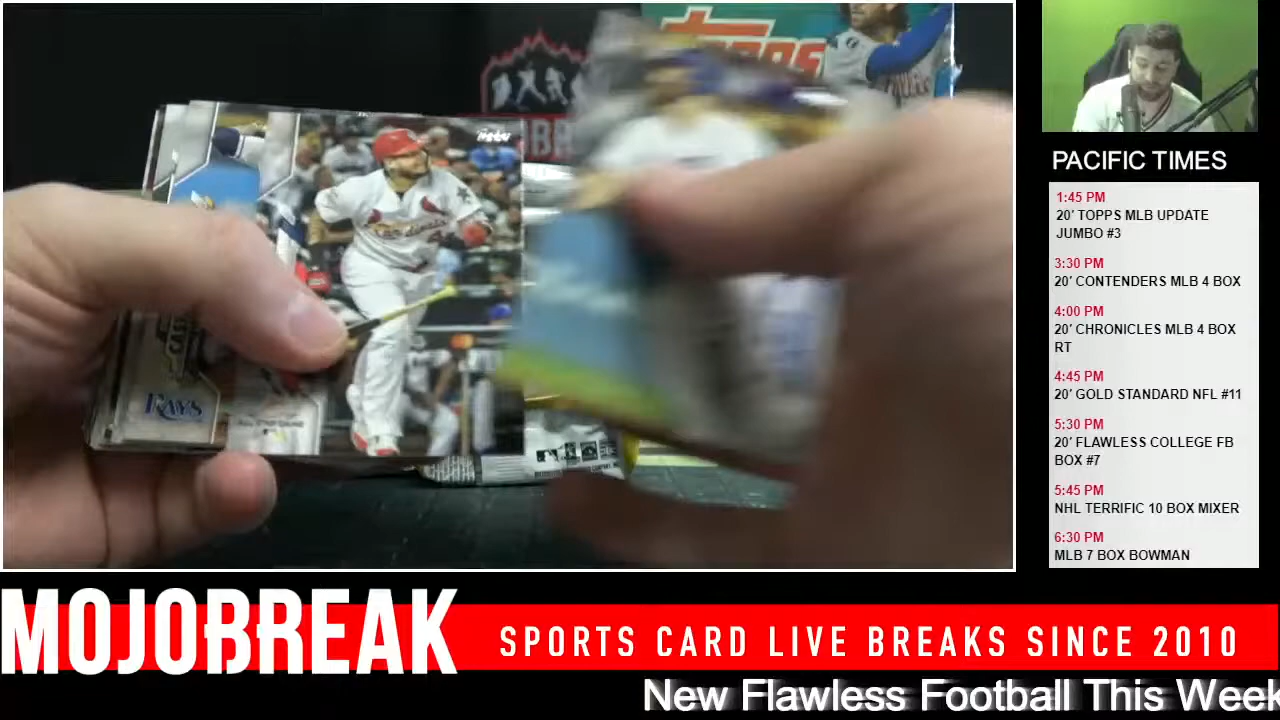 topps
Cardinals
RAYS
PACIFIC TIMES
1:45 PM
20' TOPPS MLB UPDATE
JUMBO #3
3:30 PM
20' CONTENDERS MLB 4 BOX
4:00 PM
20' CHRONICLES MLB 4 BOX
RT
4:45 PM
20' GOLD STANDARD NFL #11
5:30 PM
20' FLAWLESS COLLEGE FB
BOX #7
5:45 PM
NHL TERRIFIC 10 BOX MIXER
6:30 PM
MLB 7 BOX BOWMAN
MOJOBREAK
SPORTS CARD LIVE BREAKS SINCE 2010
New Flawless Football This Week